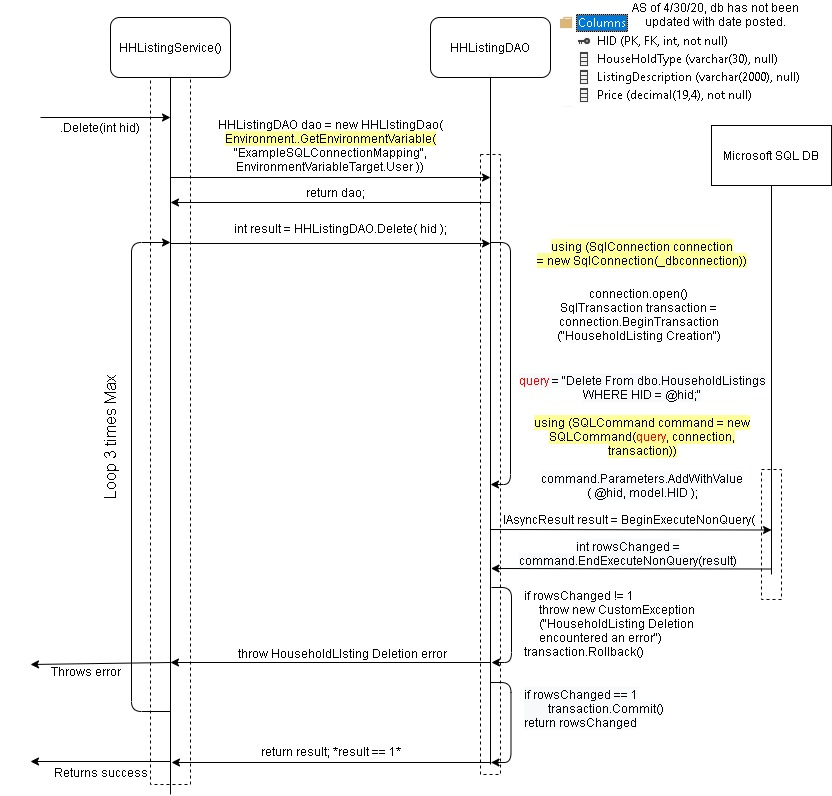 AS of 4/30/20, db has not been
updated with date posted.
Columns
HID (PK, FK, int, not null)
HouseHoldType (varchar(30), null)
ListingDescription (varchar(2000), null)
Price (decimal(19,4), not null)
HHListingService()
HHListingDAO
Microsoft SQL DB
.Delete(int hid)
HHListingDAO dao = new HHLIstingDao(
Environment..GetEnvironmentVariable(
"ExampleSQLConnectionMapping",
EnvironmentVariableTarget.User ))
return dao;
int result = HHListingDAO.Delete( hid );
using (SqlConnection connection
= new SqlConnection(_dbconnection))
connection.open()
SqlTransaction transaction =
connection.BeginTransaction
("HouseholdListing Creation")
query = "Delete From dbo.HouseholdListings
WHERE HID = @hid;"
using (SQLCommand command = new
SQLCommand(query, connection,
transaction))
command.Parameters.AddWithValue
( @hid, model.HID );
Loop 3 times Max
IAsyncResult result = BeginExecuteNonQuery(
int rowsChanged =
command.EndExecuteNonQuery(result)
if rowsChanged != 1
throw new CustomException
("HouseholdListing Deletion
encountered an error")
transaction.Rollback()
throw HouseholdLIsting Deletion error
Throws error
if rowsChanged == 1
transaction.Commit()
return rowsChanged
return result; *result == 1*
Returns success